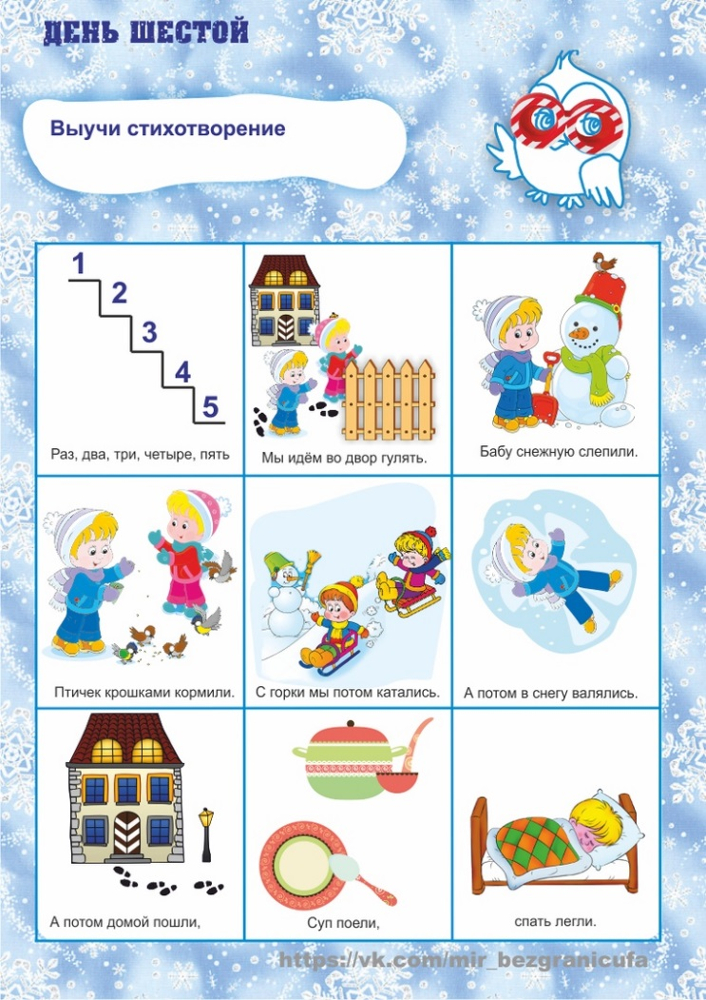 ДЕНЬ ШЕСТОЙ
Выучи стихотворение
1
2
3
4
5
Раз, два, три, четыре, пять
Мы идём во двор гулять.
Бабу снежную слепили.
Птичек крошками кормили.
С горки мы потом катались.
А потом в снегу валялись.
А потом домой пошли,
Суп поели,
спать легли.
https://vk.com/mir_bezgranicufa